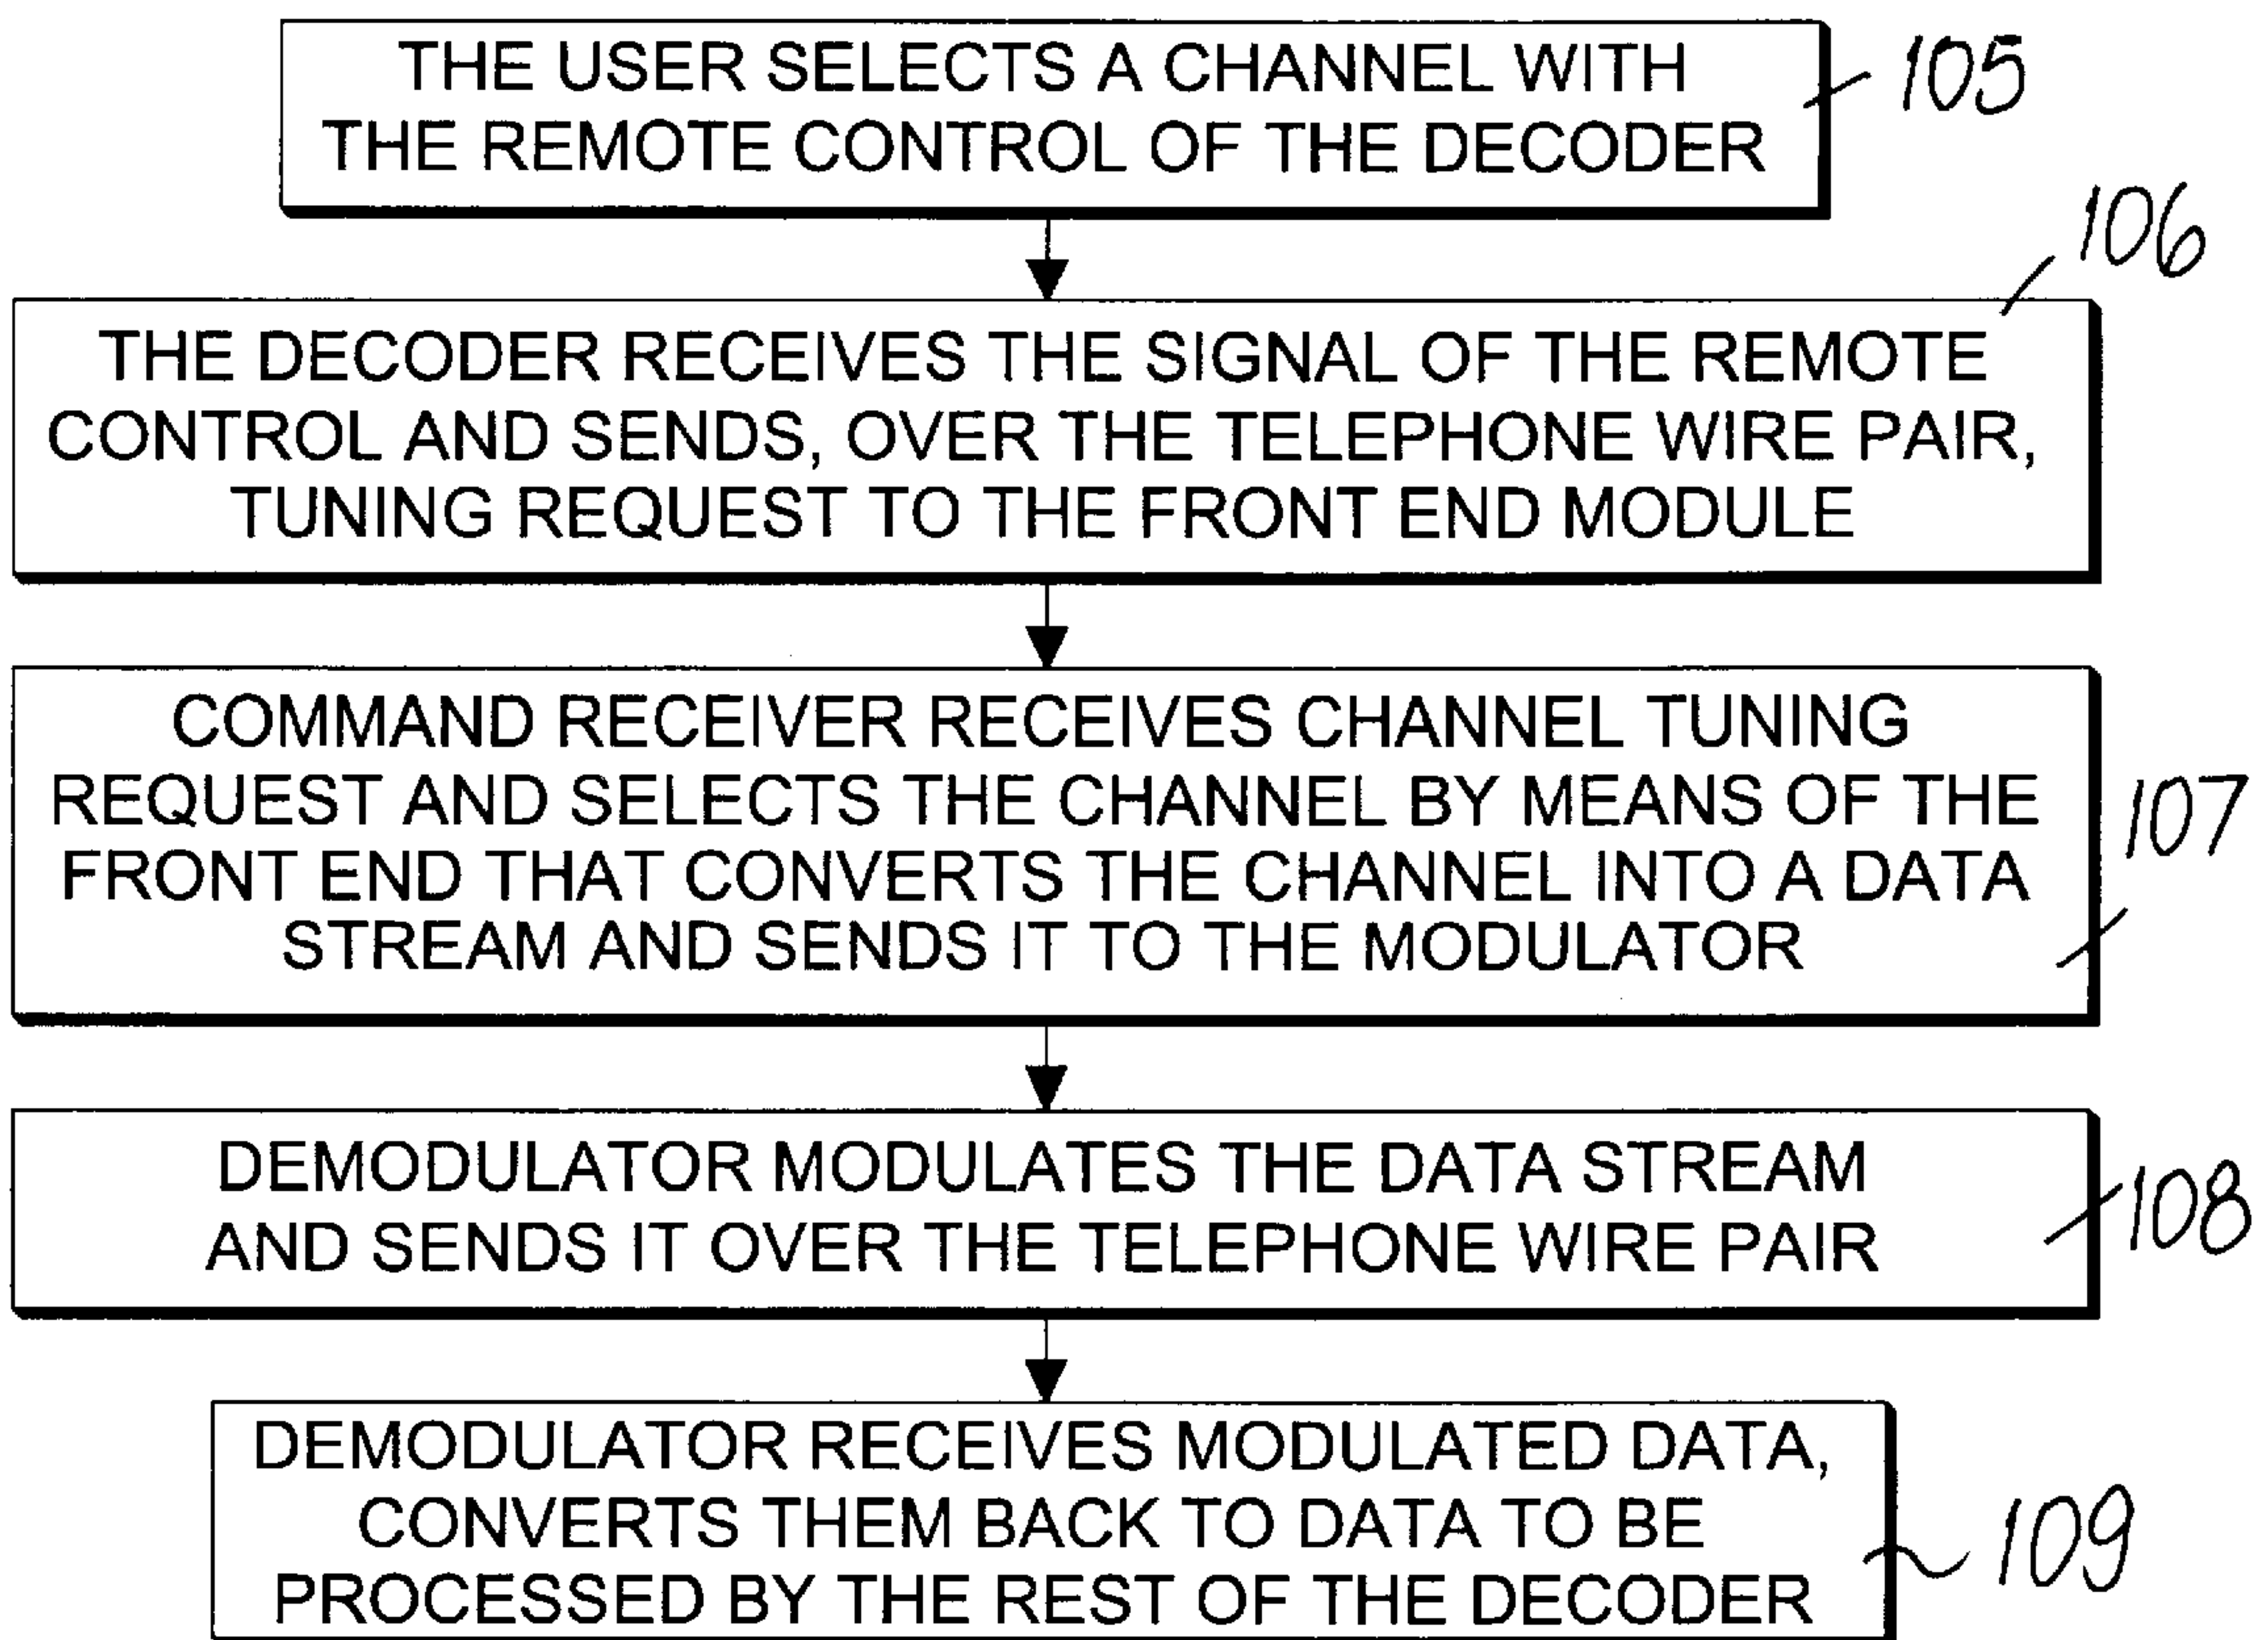 THE USER SELECTS A CHANNEL WITH
THE REMOTE CONTROL OF THE DECODER
105
106
THE DECODER RECEIVES THE SIGNAL OF THE REMOTE
CONTROL AND SENDS, OVER THE TELEPHONE WIRE PAIR,
TUNING REQUEST TO THE FRONT END MODULE
COMMAND RECEIVER RECEIVES CHANNEL TUNING
REQUEST AND SELECTS THE CHANNEL BY MEANS OF THE
FRONT END THAT CONVERTS THE CHANNEL INTO A DATA
STREAM AND SENDS IT TO THE MODULATOR
107
DEMODULATOR MODULATES THE DATA STREAM
AND SENDS IT OVER THE TELEPHONE WIRE PAIR
108
DEMODULATOR RECEIVES MODULATED DATA,
CONVERTS THEM BACK TO DATA TO BE
PROCESSED BY THE REST OF THE DECODER
109